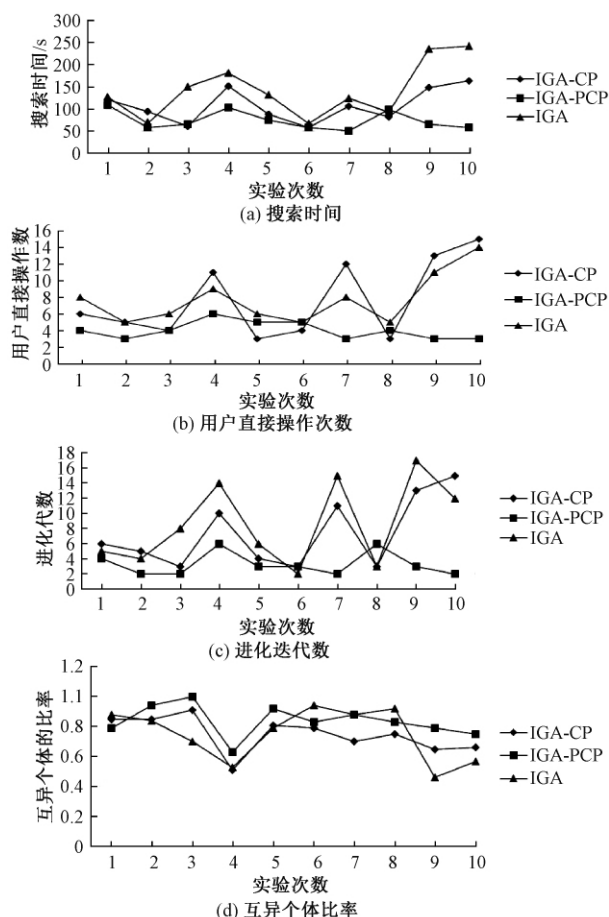 300
250
200
150
100
50
0
搜索时间/s
1 2 3 4 5 6 7 8 9 10
实验次数
IGA-CP
IGA-PCP
IGA
(a) 搜索时间
16
14
12
10
8
6
4
2
0
用户直接操作数
1 2 3 4 5 6 7 8 9 10
实验次数
IGA-CP
IGA-PCP
IGA
(b) 用户直接操作次数
18
16
14
12
10
8
6
4
2
0
进化代数
1 2 3 4 5 6 7 8 9 10
实验次数
IGA-CP
IGA-PCP
IGA
(c) 进化迭代数
1.2
1.1
0.8
0.6
0.4
0.2
0
互异个体的比率
1 2 3 4 5 6 7 8 9 10
实验次数
IGA-CP
IGA-PCP
IGA
(d) 互异个体比率